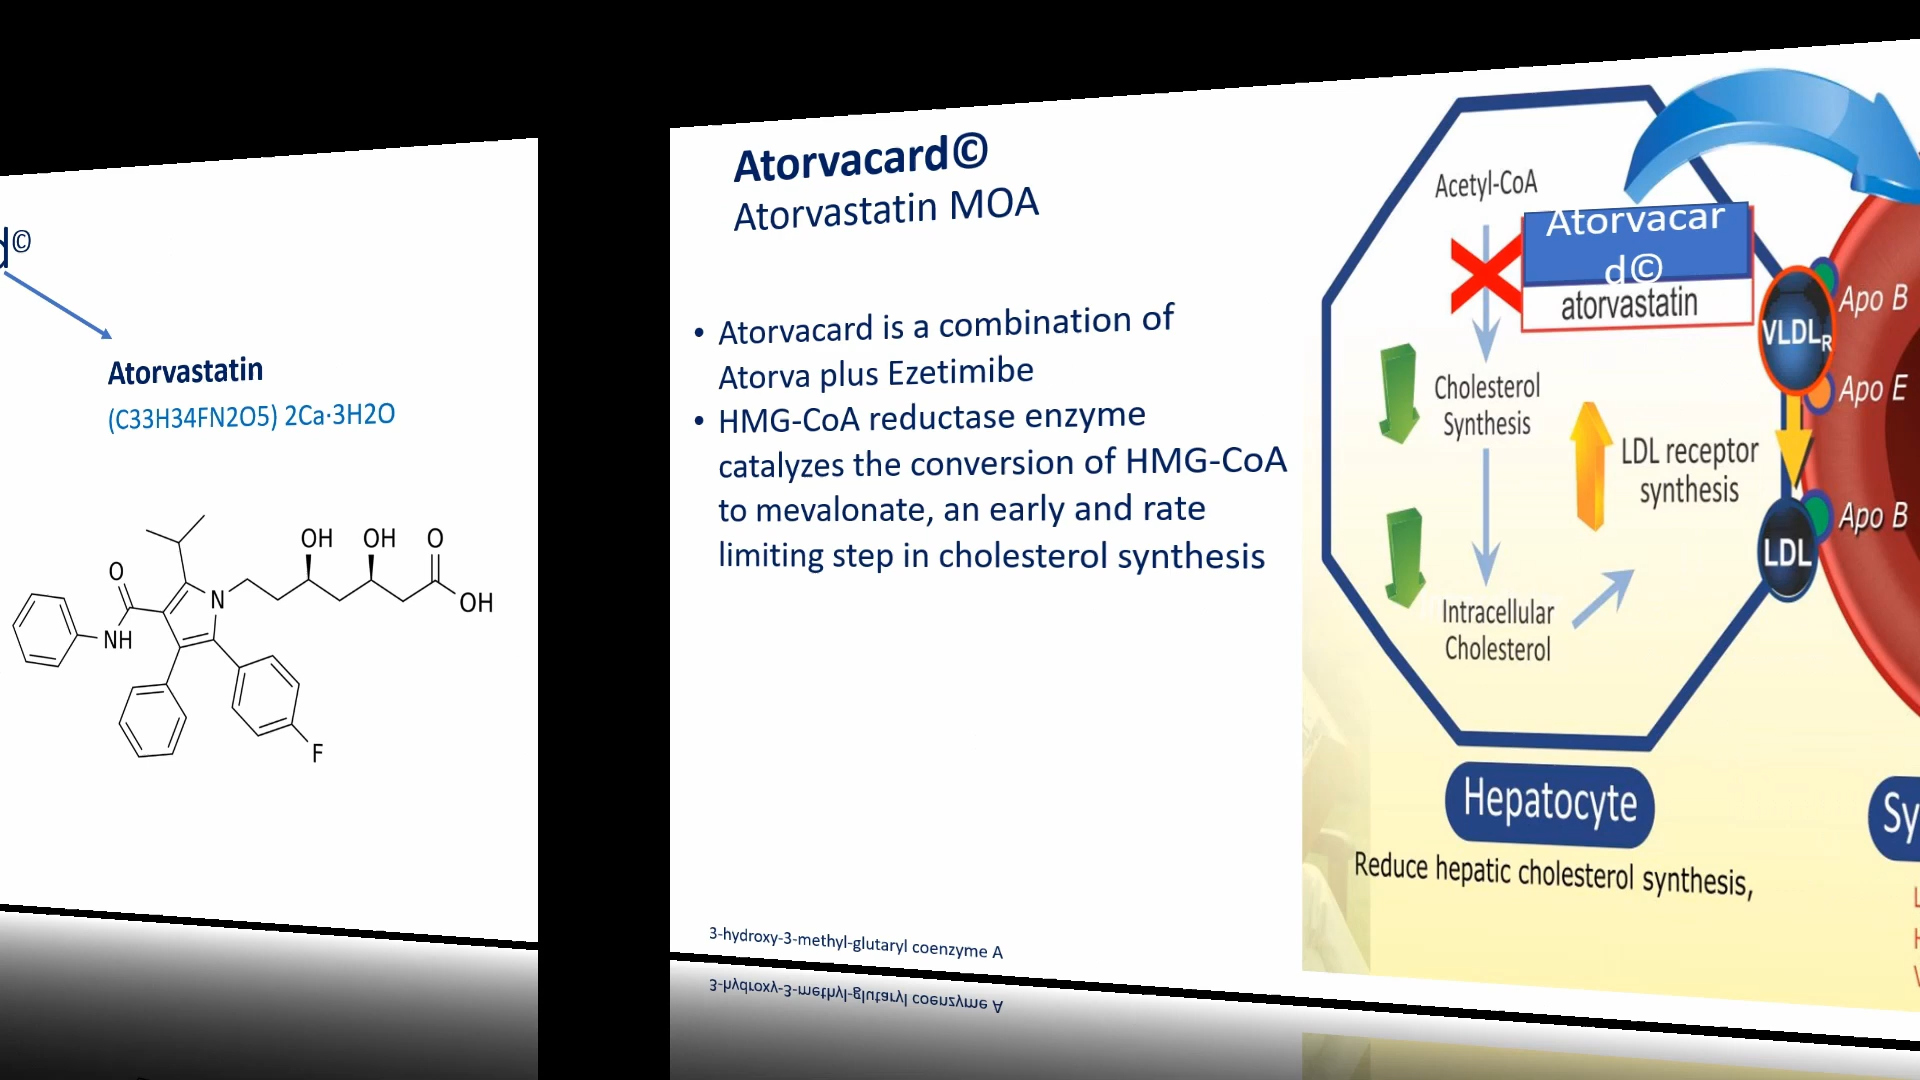 d©
Atorvastatin
(C33H34FN2O5) 2Ca·3H2O
OH OH O
O
N
OH
NH
F
Atorvacard©
Atorvastatin MOA
• Atorvacard is a combination of
Atorva plus Ezetimibe
• HMG-CoA reductase enzyme
catalyzes the conversion of HMG-CoA
to mevalonate, an early and rate
limiting step in cholesterol synthesis
3-hydroxy-3-methyl-glutaryl coenzyme A
Acetyl-CoA
Atorvacar
d©
atorvastatin
Apo B
VLDL R
Apo E
Cholesterol
Synthesis
LDL receptor
synthesis
Apo B
LDL
Intracellular
Cholesterol
Hepatocyte
Sy
Reduce hepatic cholesterol synthesis,